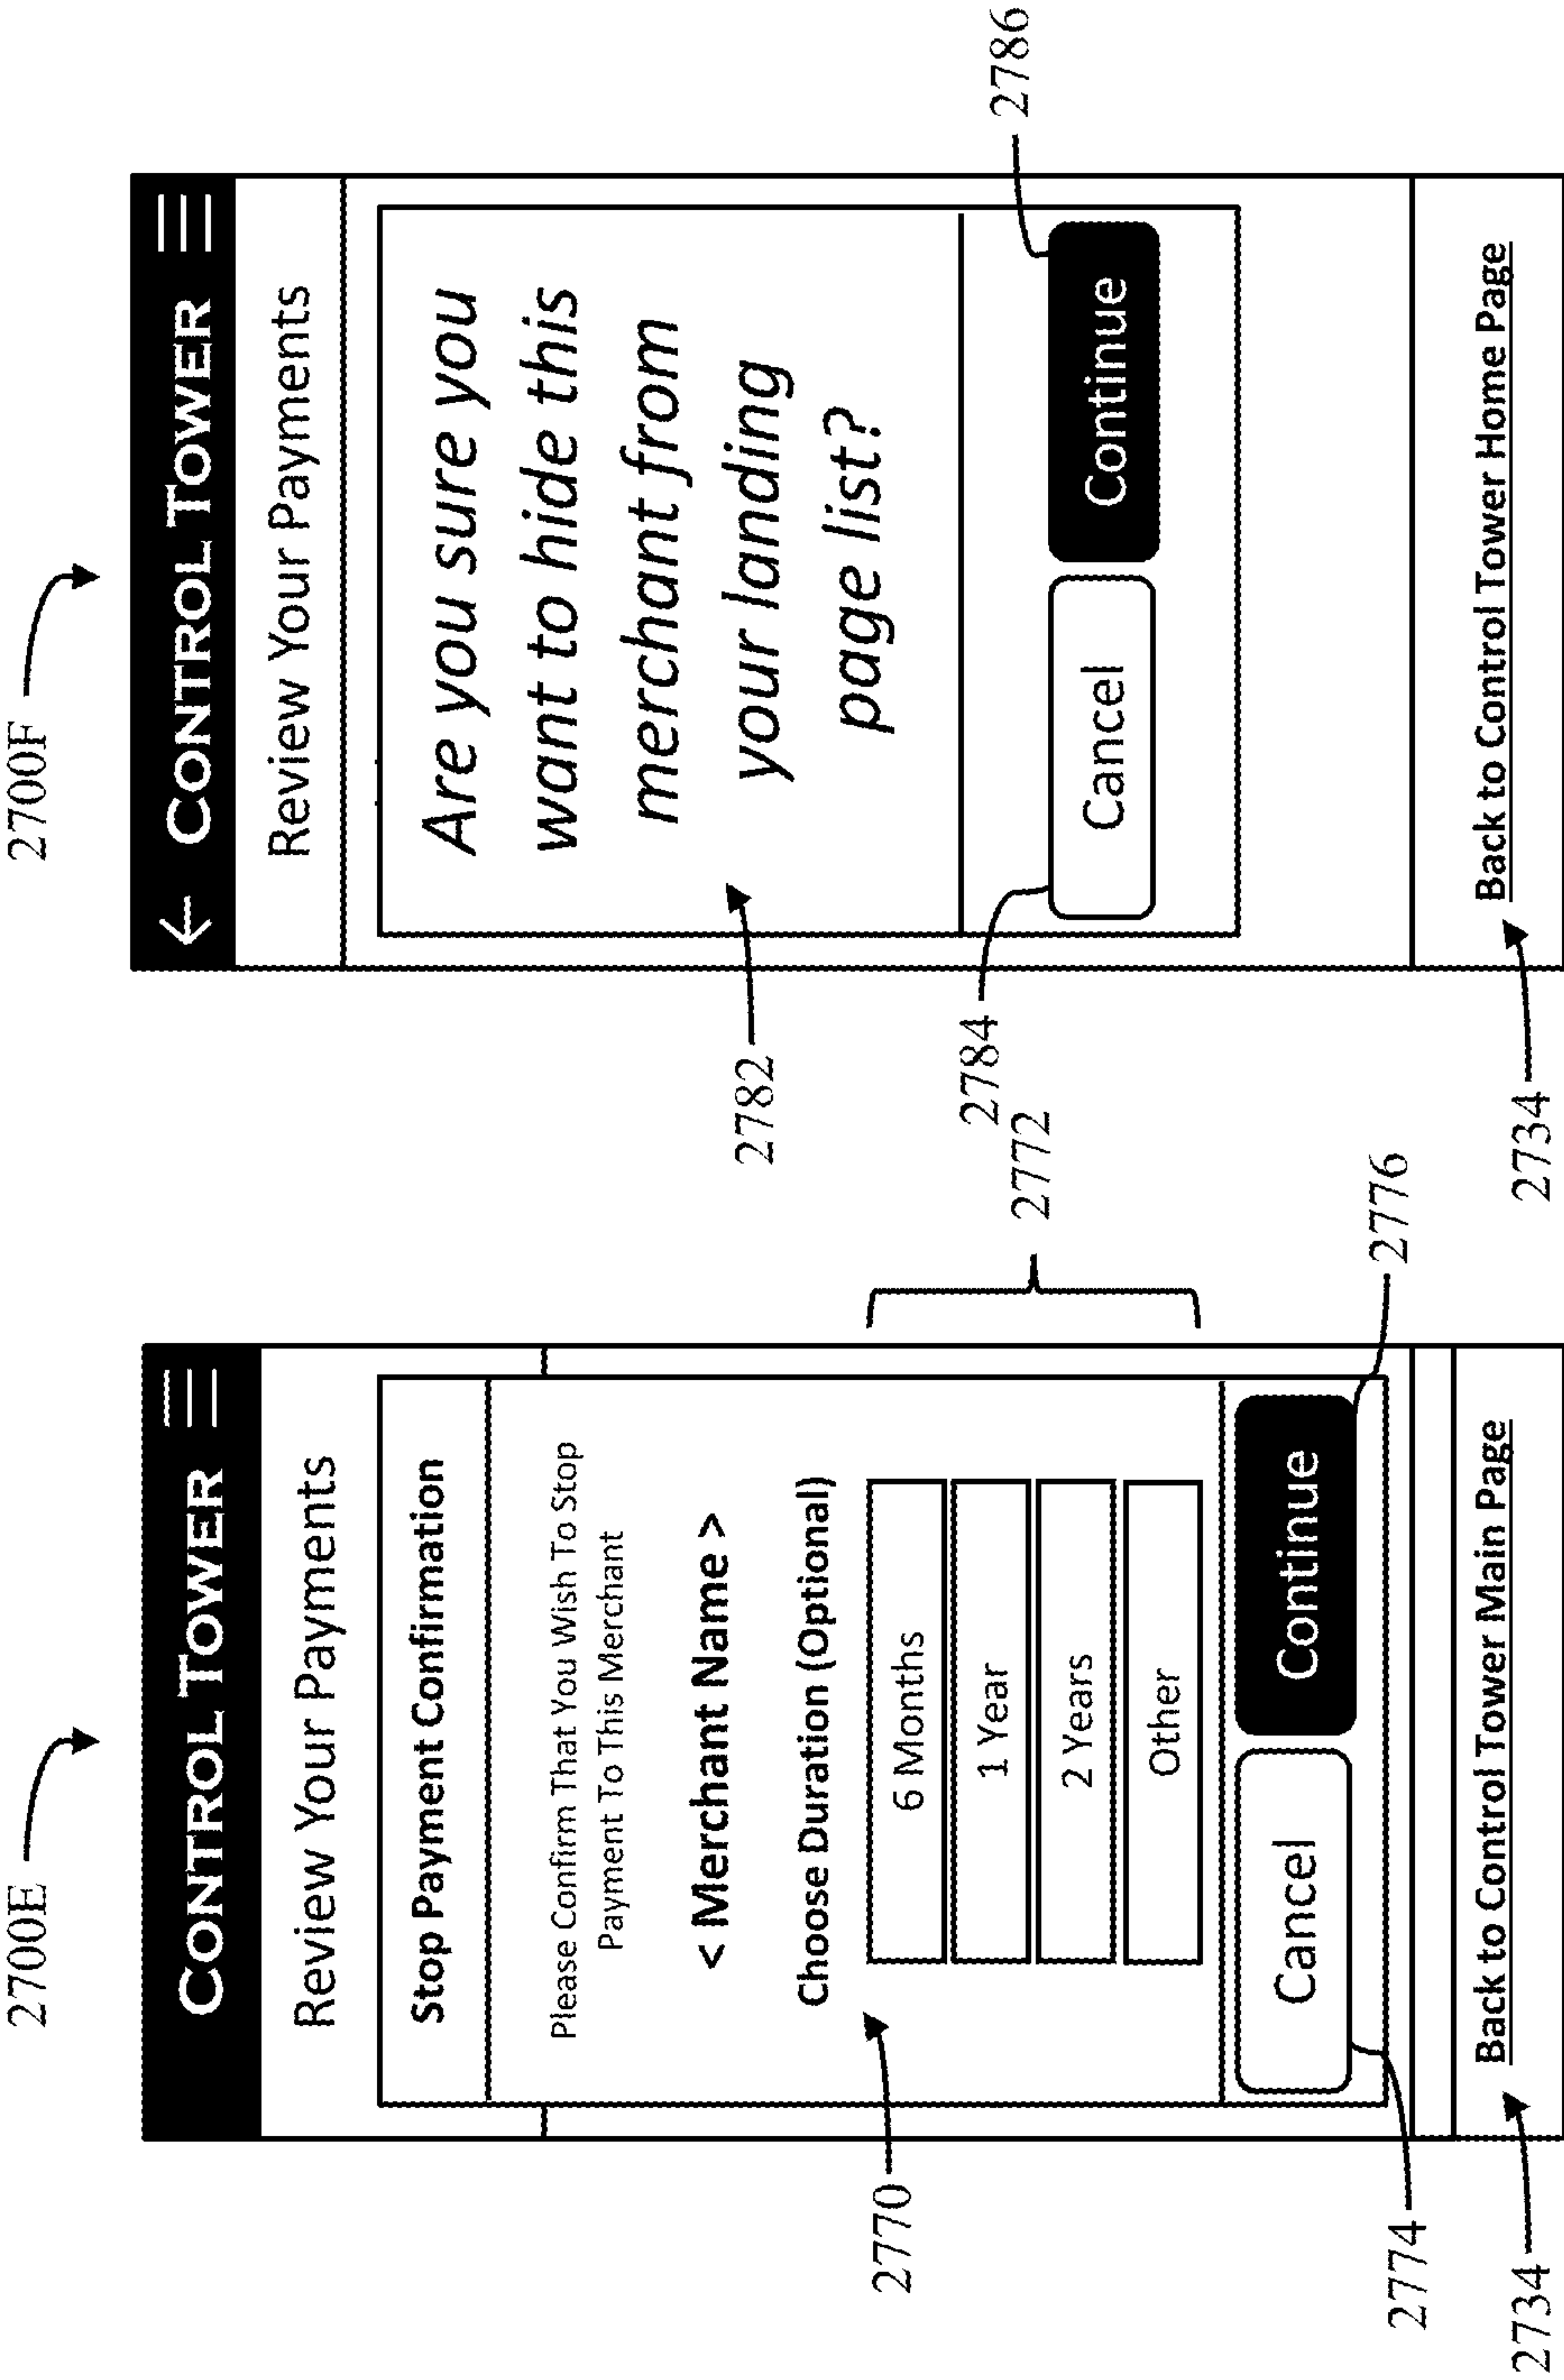 2700E
CONTROL TOWER
Review Your Payments
Stop Payment Confirmation
Please Confirm That You Wish To Stop
Payment To This Merchant
< Merchant Name >
Choose Duration (Optional)
6 Months
1 Year
2 Years
Other
Cancel
Continue
Back to Control Tower Main Page
2770
2772
2774
2776
2734
2700F
← CONTROL TOWER
Review Your Payments
Are you sure you
want to hide this
merchant from
your landing
page list?
Cancel
Continue
Back to Control Tower Home Page
2782
2784
2786
2734